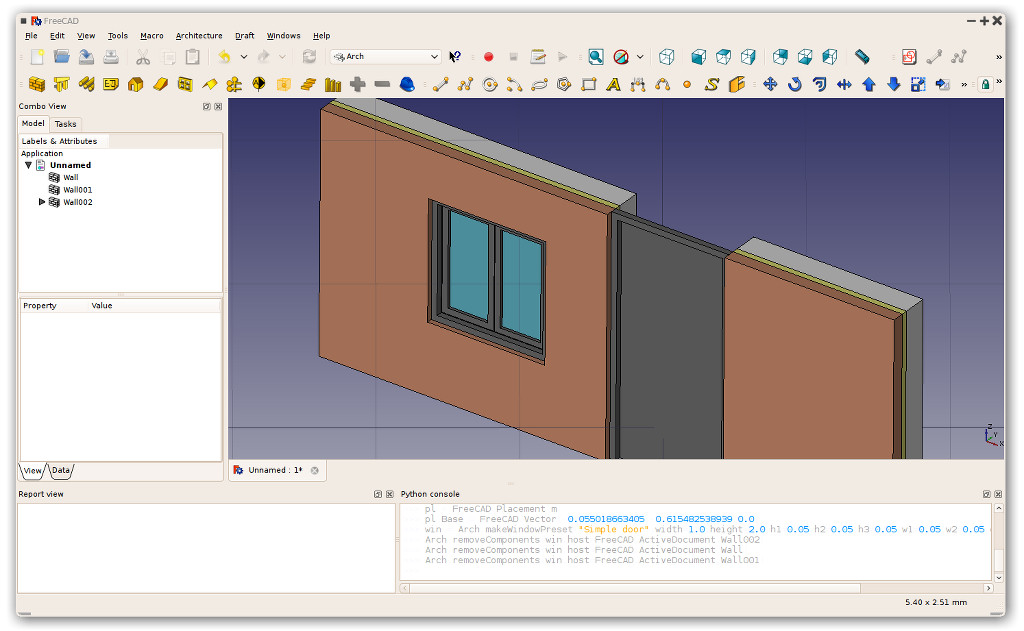 FreeCAD
File Edit View Tools Macro Architecture Draft Windows Help
Arch
Combo View
Model Tasks
Labels & Attributes
Application
Unnamed
Wall
Wall001
Wall002
Property Value
View Data
Unnamed : 1*
Z
Y
X
Report view
Python console
pl FreeCAD Placement m
pl Base FreeCAD Vector 0.055018663405 0.615482538939 0.0
win Arch makeWindowPreset "Simple door" width 1.0 height 2.0 h1 0.05 h2 0.05 h3 0.05 w1 0.05 w2 0.05
Arch removeComponents win host FreeCAD ActiveDocument Wall002
Arch removeComponents win host FreeCAD ActiveDocument Wall
Arch removeComponents win host FreeCAD ActiveDocument Wall001
5.40 x 2.51 mm